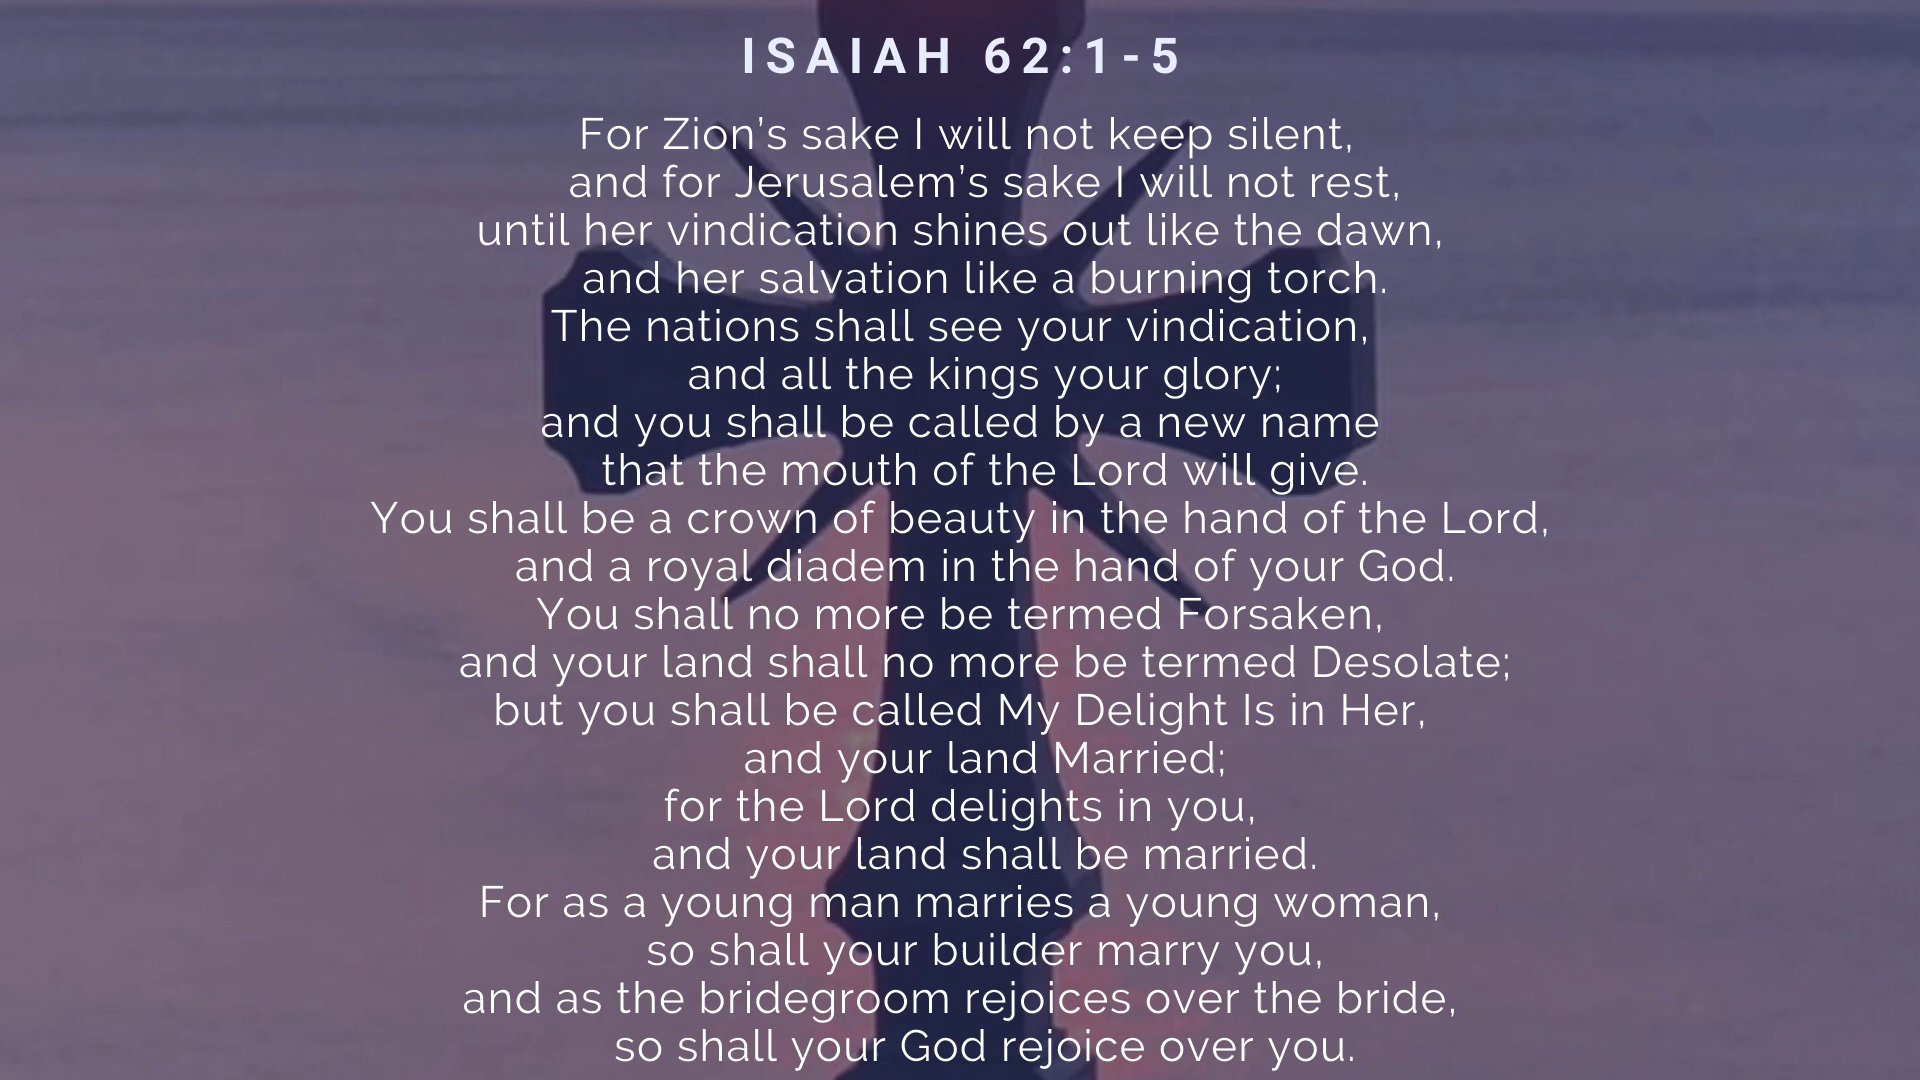 ISAIAH 62:1-5
For Zion’s sake I will not keep silent,
and for Jerusalem’s sake I will not rest,
until her vindication shines out like the dawn,
and her salvation like a burning torch.
The nations shall see your vindication,
and all the kings your glory;
and you shall be called by a new name
that the mouth of the Lord will give.
You shall be a crown of beauty in the hand of the Lord,
and a royal diadem in the hand of your God.
You shall no more be termed Forsaken,
and your land shall no more be termed Desolate;
but you shall be called My Delight Is in Her,
and your land Married;
for the Lord delights in you,
and your land shall be married.
For as a young man marries a young woman,
so shall your builder marry you,
and as the bridegroom rejoices over the bride,
so shall your God rejoice over you.